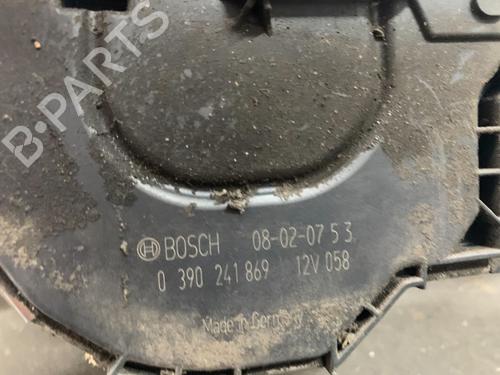 B-PARTS
BOSCH 08-02-07 5 3
0 390 241 869 12V 058
Made in Germany